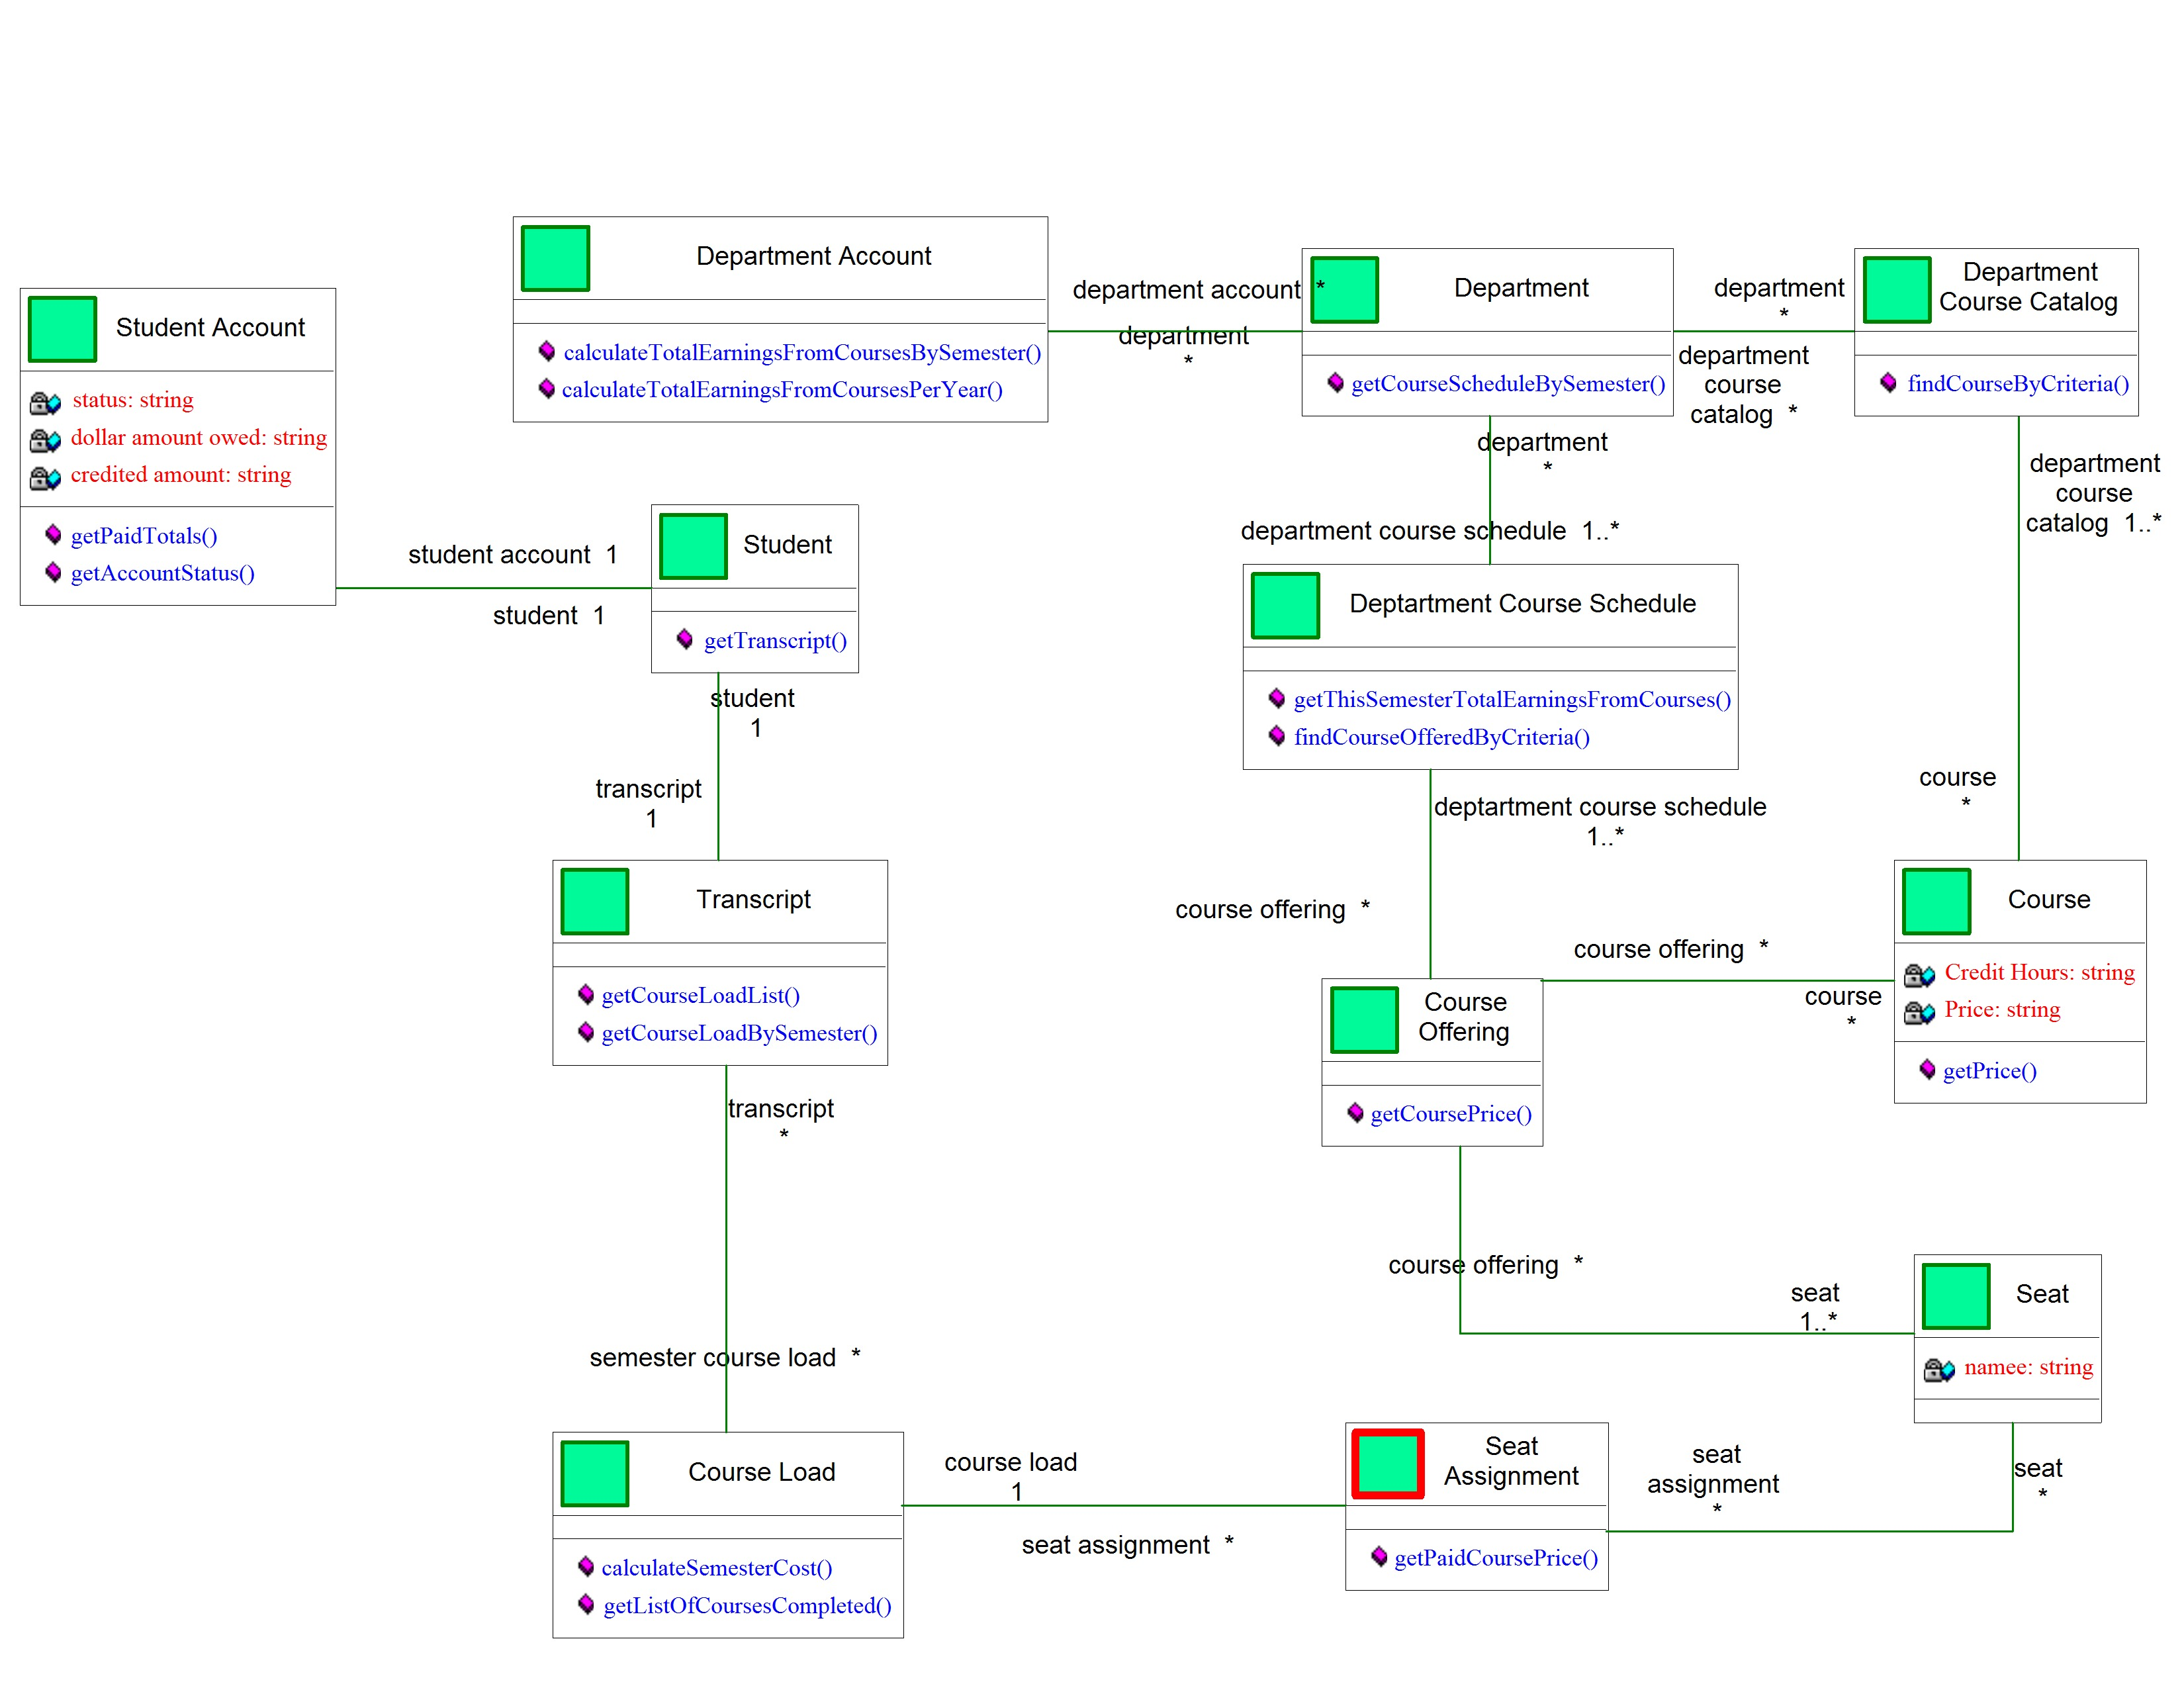 Department Account
calculateTotalEarningsFromCoursesBySemester()
calculateTotalEarningsFromCoursesPerYear()
department account *
department
*
Department
getCourseScheduleBySemester()
department
*
department
course
catalog *
Department
Course Catalog
findCourseByCriteria()
Student Account
status: string
dollar amount owed: string
credited amount: string
getPaidTotals()
getAccountStatus()
student account 1
student 1
Student
getTranscript()
department
*
department course schedule 1..*
department
course
catalog 1..*
Deptartment Course Schedule
getThisSemesterTotalEarningsFromCourses()
findCourseOfferedByCriteria()
student
1
transcript
1
deptartment course schedule
1..*
course offering *
course
*
Transcript
getCourseLoadList()
getCourseLoadBySemester()
course offering *
course
*
Course
Credit Hours: string
Price: string
getPrice()
Course
Offering
getCoursePrice()
transcript
*
semester course load *
course offering *
seat
1..*
Seat
namee: string
Course Load
calculateSemesterCost()
getListOfCoursesCompleted()
course load
1
seat assignment *
Seat
Assignment
getPaidCoursePrice()
seat
assignment
*
seat
*